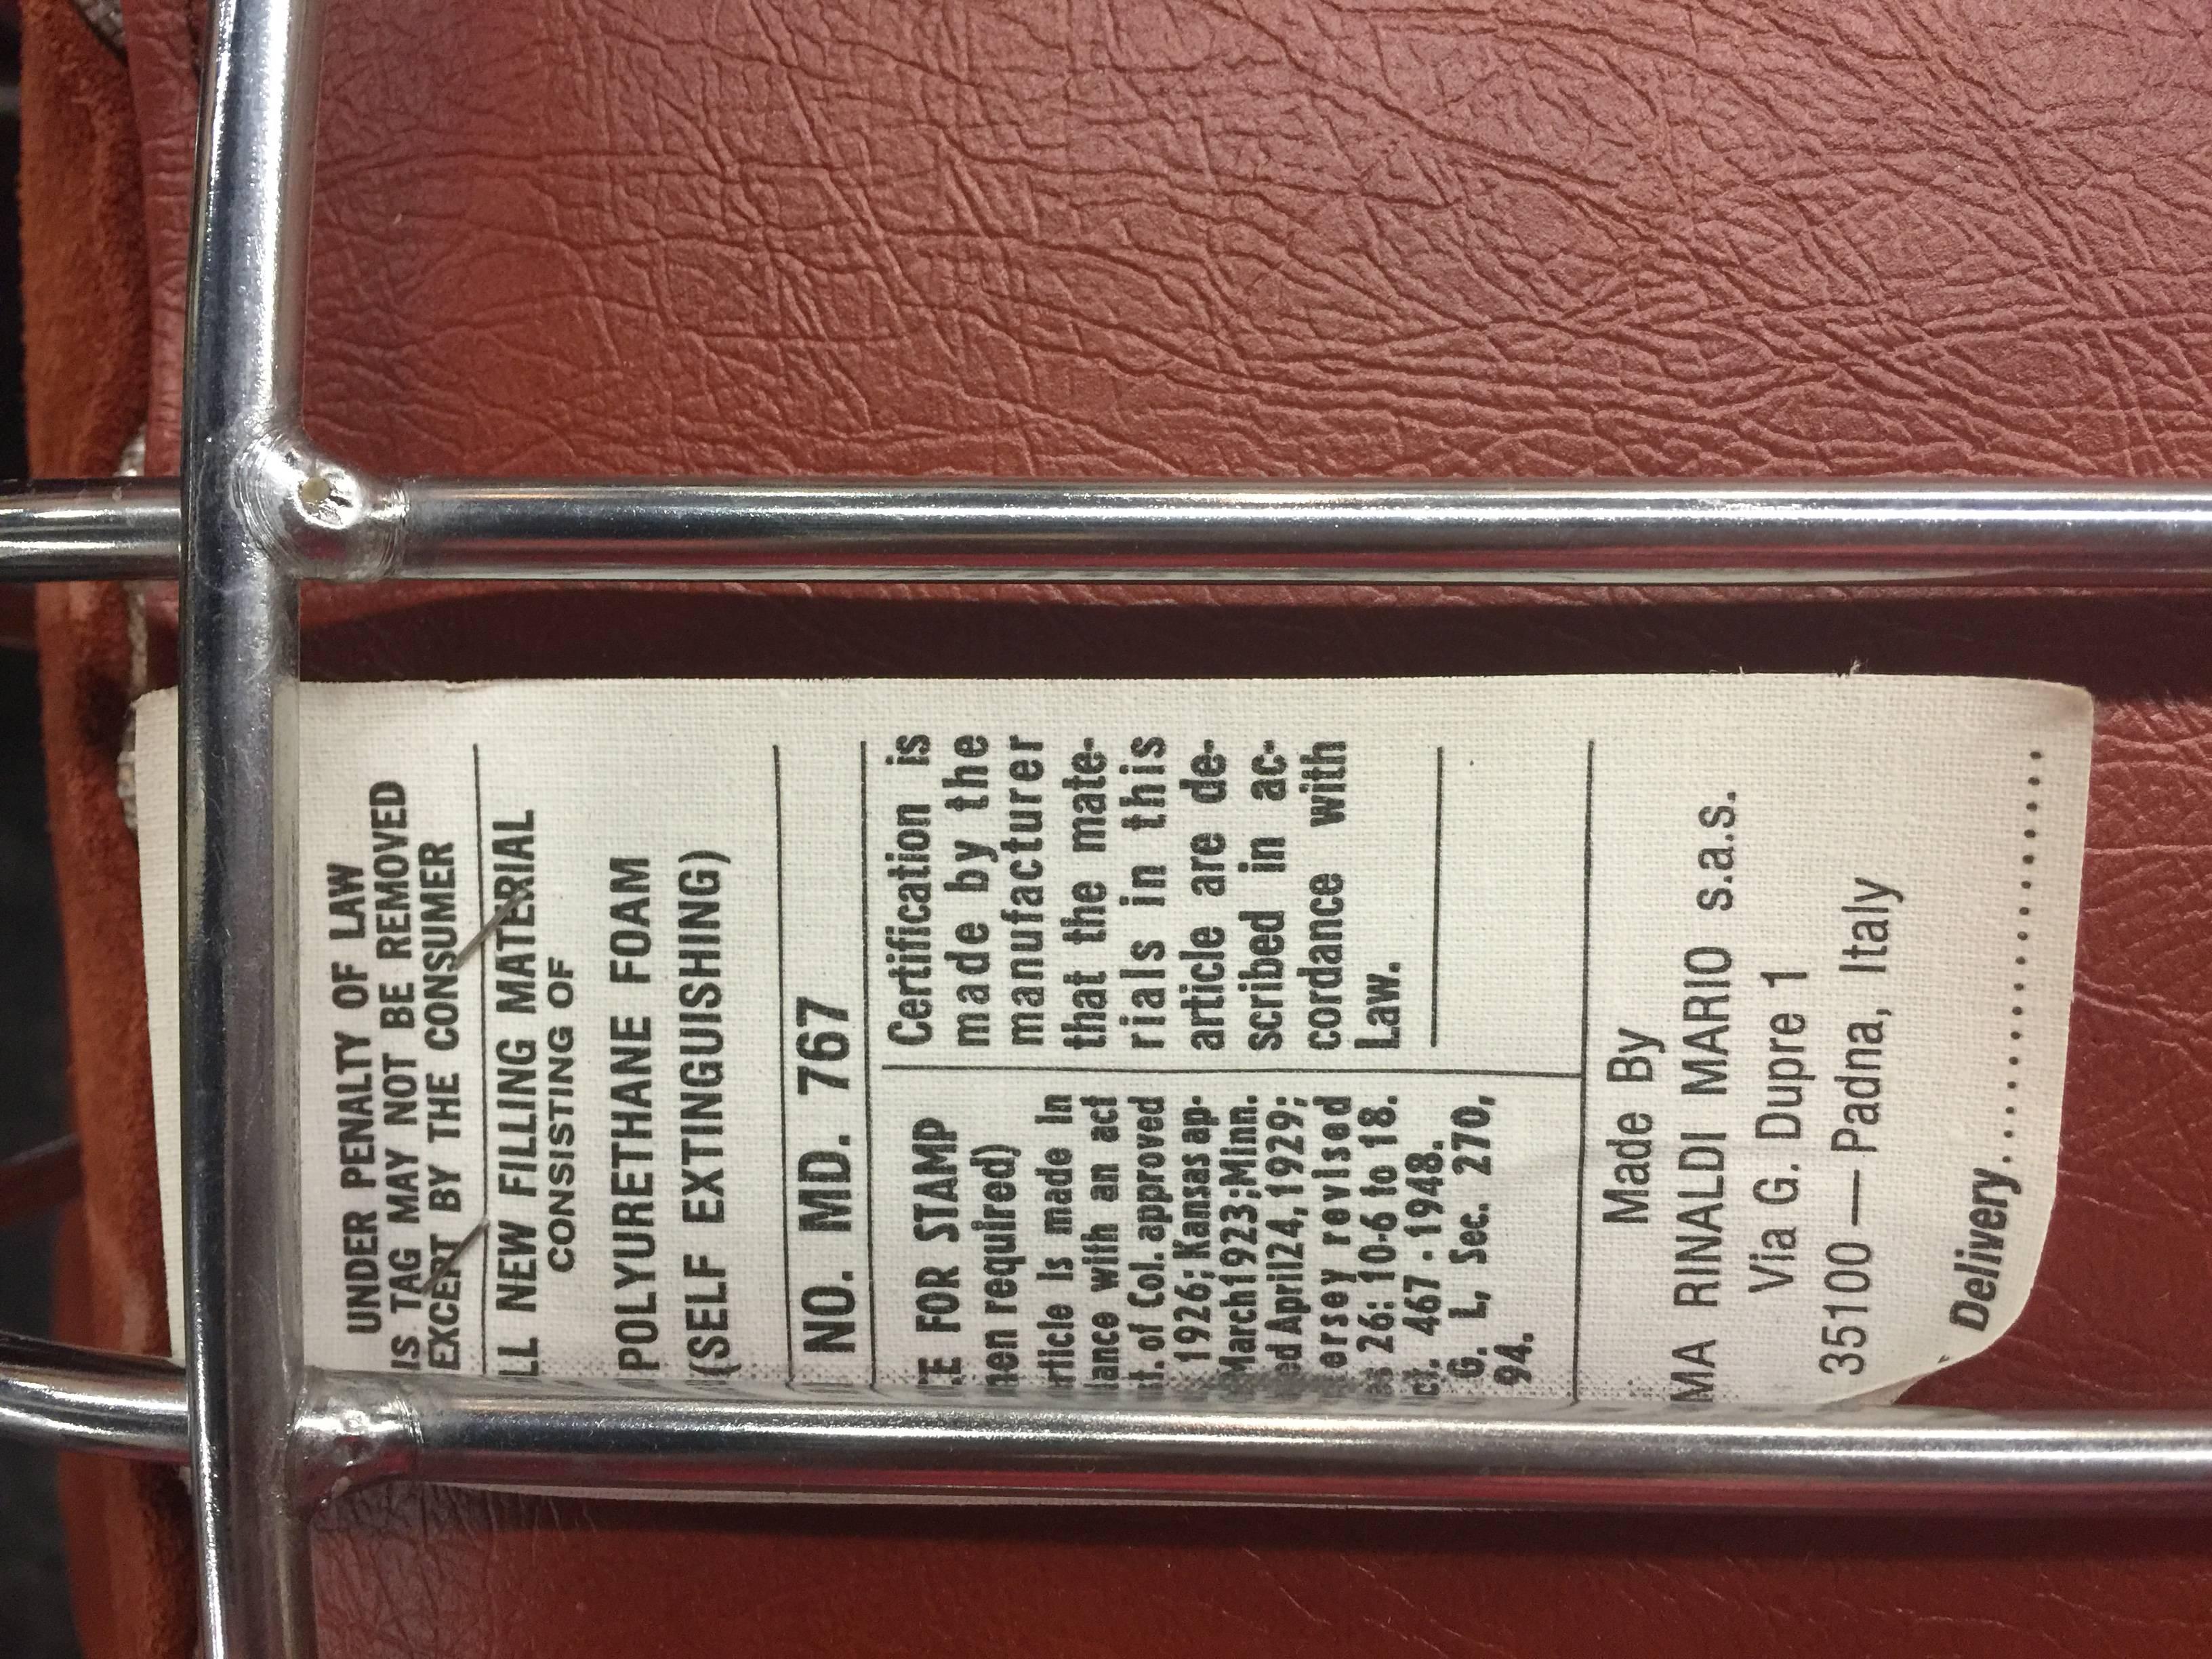 UNDER PENALTY OF LAW
IS TAG MAY NOT BE REMOVED
EXCEPT BY THE CONSUMER
LL NEW FILLING MATERIAL
CONSISTING OF
POLYURETHANE FOAM
(SELF EXTINGUISHING)
NO. MD. 767
E FOR STAMP
hen required)
rticle is made in
lance with an act
st. of Col. approved
1926; Kansas ap-
March1923;Minn.
ed April24,1929;
ersey revised
es 26: 10-6 to 18.
ct. 467 - 1948.
G. L, Sec. 270,
94.
Certification is
made by the
manufacturer
that the mate-
rials in this
article are de-
scribed in ac-
cordance with
Law.
Made By
MA RINALDI MARIO s.a.s.
Via G. Dupre 1
35100 — Padna, Italy
Delivery....................